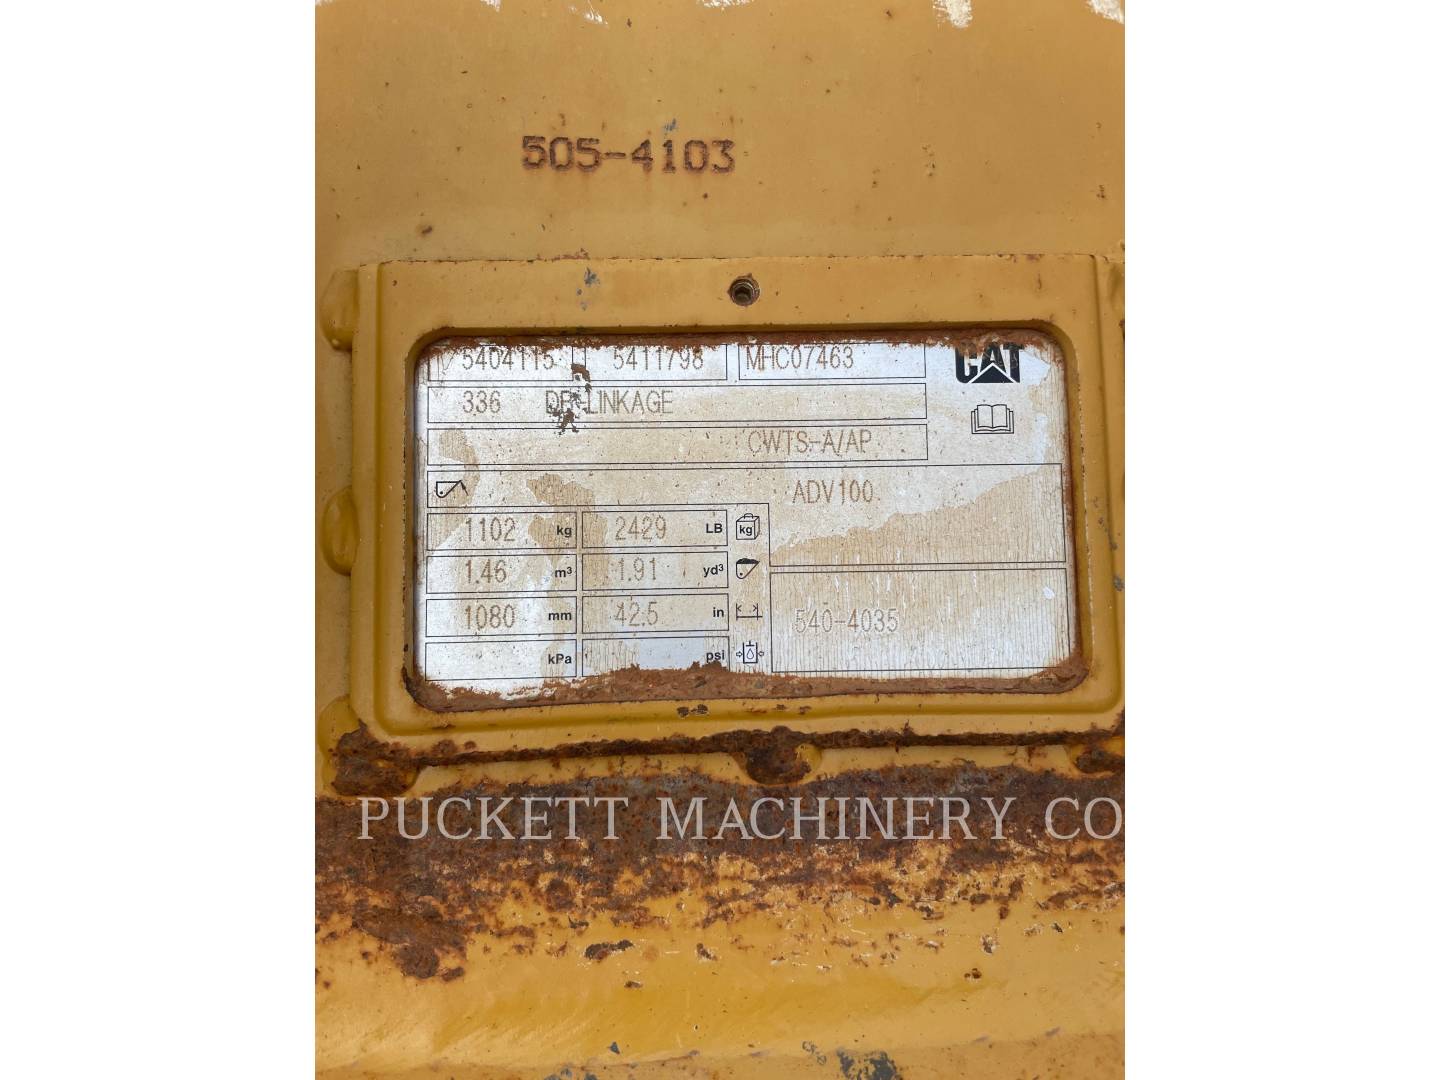 505-4103
5404115 5411798 MHC07463 CAT
336 LINKAGE
CWTS-A/AP
ADV100
1102 kg 2429 LB kg
1.46 m³ 1.91 yd³
1080 mm 42.5 in
540-4035
kPa psi
PUCKETT MACHINERY CO